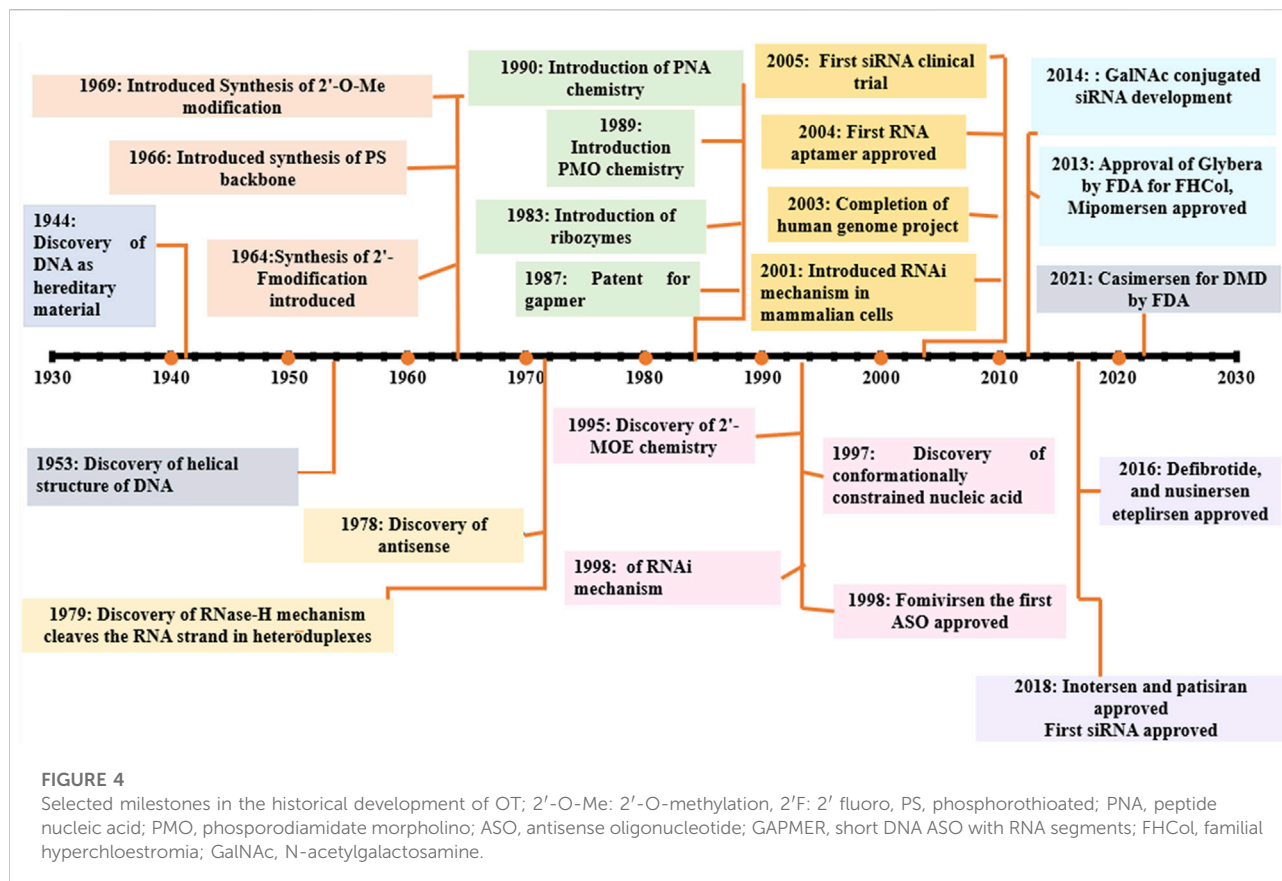 1969: Introduced Synthesis of 2'-O-Me
modification
1966: Introduced synthesis of PS
backbone
1944:
Discovery of
DNA as
hereditary
material
1964:Synthesis of 2'-
Fmodification
introduced
1990: Introduction of PNA
chemistry
1989:
Introduction
PMO chemistry
1983: Introduction of
ribozymes
1987: Patent for
gapmer
2005: First siRNA clinical
trial
2004: First RNA
aptamer approved
2003: Completion of
human genome project
2001: Introduced RNAi
mechanism in
mammalian cells
2014: : GalNAc conjugated
siRNA development
2013: Approval of Glybera
by FDA for FHCol,
Mipomersen approved
2021: Casimersen for DMD
by FDA
1930 1940 1950 1960 1970 1980 1990 2000 2010 2020 2030
1953: Discovery of helical
structure of DNA
1978: Discovery of
antisense
1979: Discovery of RNase-H mechanism
cleaves the RNA strand in heteroduplexes
1995: Discovery of 2'-
MOE chemistry
1997: Discovery of
conformationally
constrained nucleic acid
1998: of RNAi
mechanism
1998: Fomivirsen the first
ASO approved
2016: Defibrotide,
and nusinersen
eteplirsen approved
2018: Inotersen and patisiran
approved
First siRNA approved
FIGURE 4
Selected milestones in the historical development of OT; 2′-O-Me: 2′-O-methylation, 2′F: 2′ fluoro, PS, phosphorothioated; PNA, peptide
nucleic acid; PMO, phosporodiamidate morpholino; ASO, antisense oligonucleotide; GAPMER, short DNA ASO with RNA segments; FHCol, familial
hyperchloestromia; GalNAc, N-acetylgalactosamine.